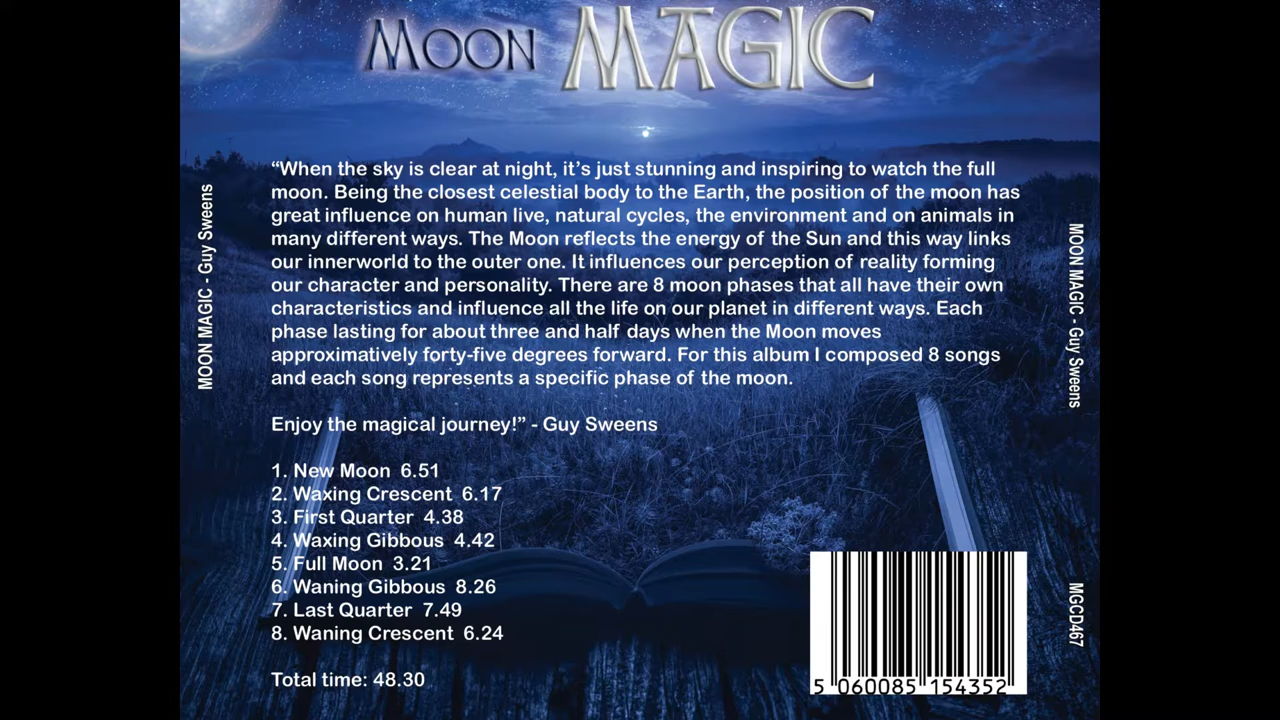 MOON MAGIC
“When the sky is clear at night, it’s just stunning and inspiring to watch the full
moon. Being the closest celestial body to the Earth, the position of the moon has
great influence on human live, natural cycles, the environment and on animals in
many different ways. The Moon reflects the energy of the Sun and this way links
our innerworld to the outer one. It influences our perception of reality forming
our character and personality. There are 8 moon phases that all have their own
characteristics and influence all the life on our planet in different ways. Each
phase lasting for about three and half days when the Moon moves
approximatively forty-five degrees forward. For this album I composed 8 songs
and each song represents a specific phase of the moon.
Enjoy the magical journey!” - Guy Sweens
1. New Moon 6.51
2. Waxing Crescent 6.17
3. First Quarter 4.38
4. Waxing Gibbous 4.42
5. Full Moon 3.21
6. Waning Gibbous 8.26
7. Last Quarter 7.49
8. Waning Crescent 6.24
Total time: 48.30
MOON MAGIC - Guy Sweens
MOON MAGIC • Guy Sweens
MGCD467
5 060085 154352